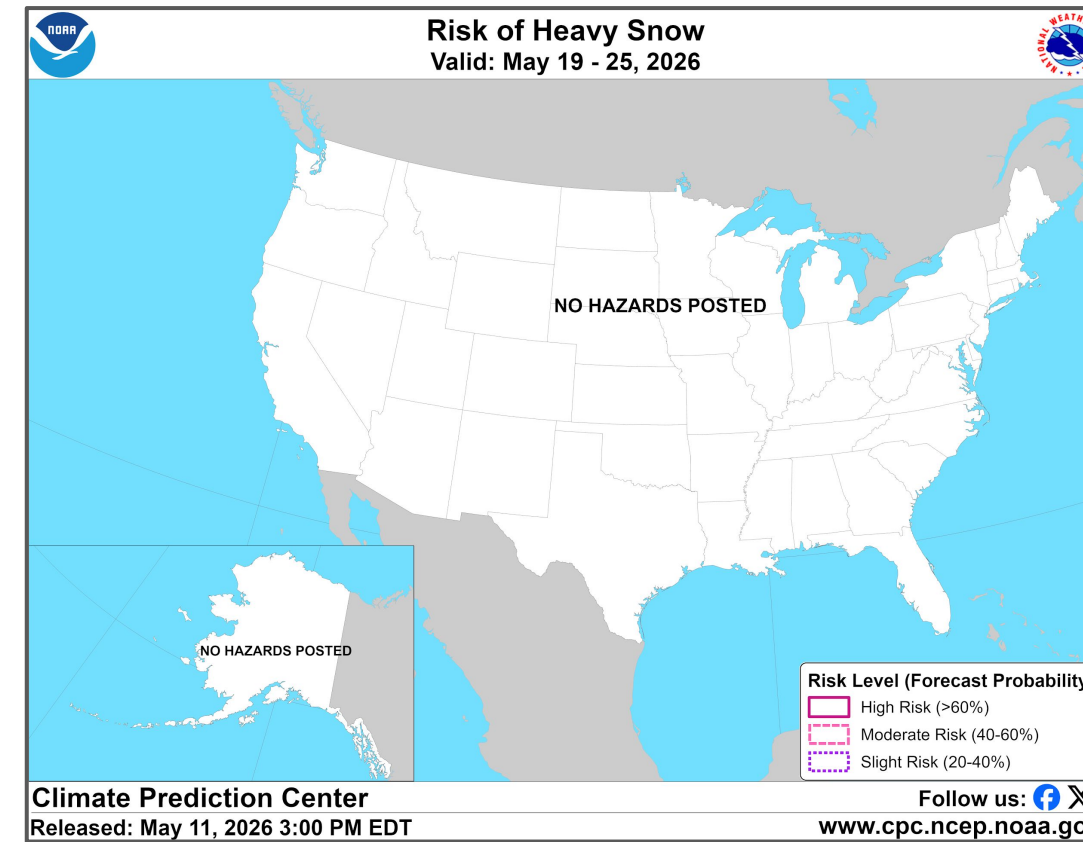 NOAA
Risk of Heavy Snow
Valid: May 19 - 25, 2026
NO HAZARDS POSTED
NO HAZARDS POSTED
Risk Level (Forecast Probability
High Risk (>60%)
Moderate Risk (40-60%)
Slight Risk (20-40%)
Climate Prediction Center
Follow us:
Released: May 11, 2026 3:00 PM EDT
www.cpc.ncep.noaa.go